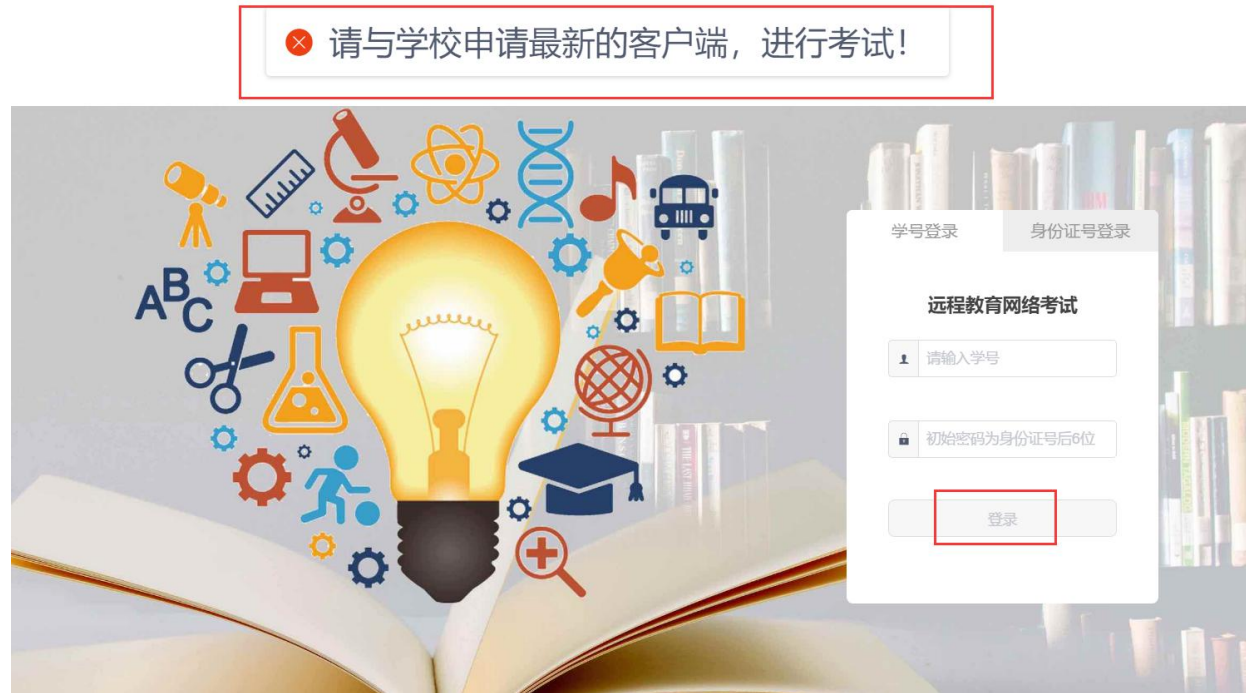 请与学校申请最新的客户端，进行考试！
学号登录
身份证号登录
远程教育网络考试
请输入学号
初始密码为身份证号后6位
登录
ABC
THE LAST